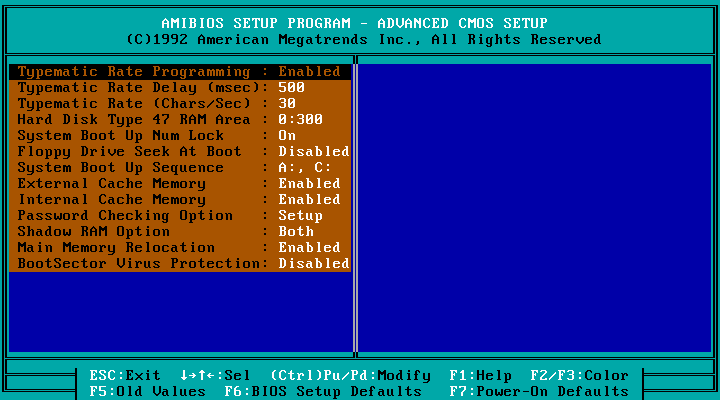 AMIBIOS SETUP PROGRAM - ADVANCED CMOS SETUP
(C)1992 American Megatrends Inc., All Rights Reserved
Typematic Rate Programming : Enabled
Typematic Rate Delay (msec): 500
Typematic Rate (Chars/Sec) : 30
Hard Disk Type 47 RAM Area : 0:300
System Boot Up Num Lock : On
Floppy Drive Seek At Boot : Disabled
System Boot Up Sequence : A:, C:
External Cache Memory : Enabled
Internal Cache Memory : Enabled
Password Checking Option : Setup
Shadow RAM Option : Both
Main Memory Relocation : Enabled
BootSector Virus Protection: Disabled
ESC:Exit ↓→↑←:Sel (Ctrl)Pu/Pd:Modify F1:Help F2/F3:Color
F5:Old Values F6:BIOS Setup Defaults F7:Power-On Defaults